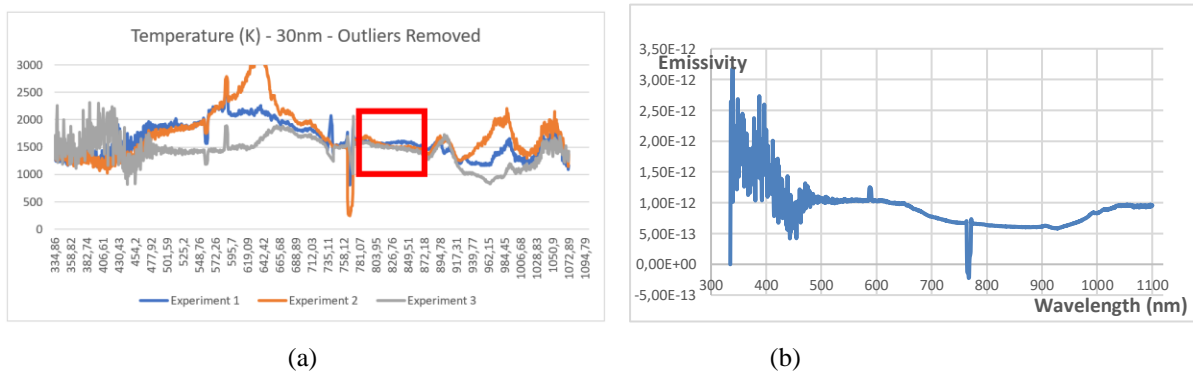 Temperature (K) - 30nm - Outliers Removed
3000
2500
2000
1500
1000
500
0
334,86
358,82
382,74
406,61
430,43
454,2
477,92
501,59
525,2
548,76
572,26
595,7
619,09
642,42
665,68
688,89
712,03
735,11
758,12
781,07
803,95
826,76
849,51
872,18
894,78
917,31
939,77
962,15
984,45
1006,68
1028,83
1050,9
1072,89
1094,79
Experiment 1 Experiment 2 Experiment 3
(a)
3,50E-12
Emissivity
3,00E-12
2,50E-12
2,00E-12
1,50E-12
1,00E-12
5,00E-13
0,00E+00
-5,00E-13
300 400 500 600 700 800 900 1000 1100
Wavelength (nm)
(b)